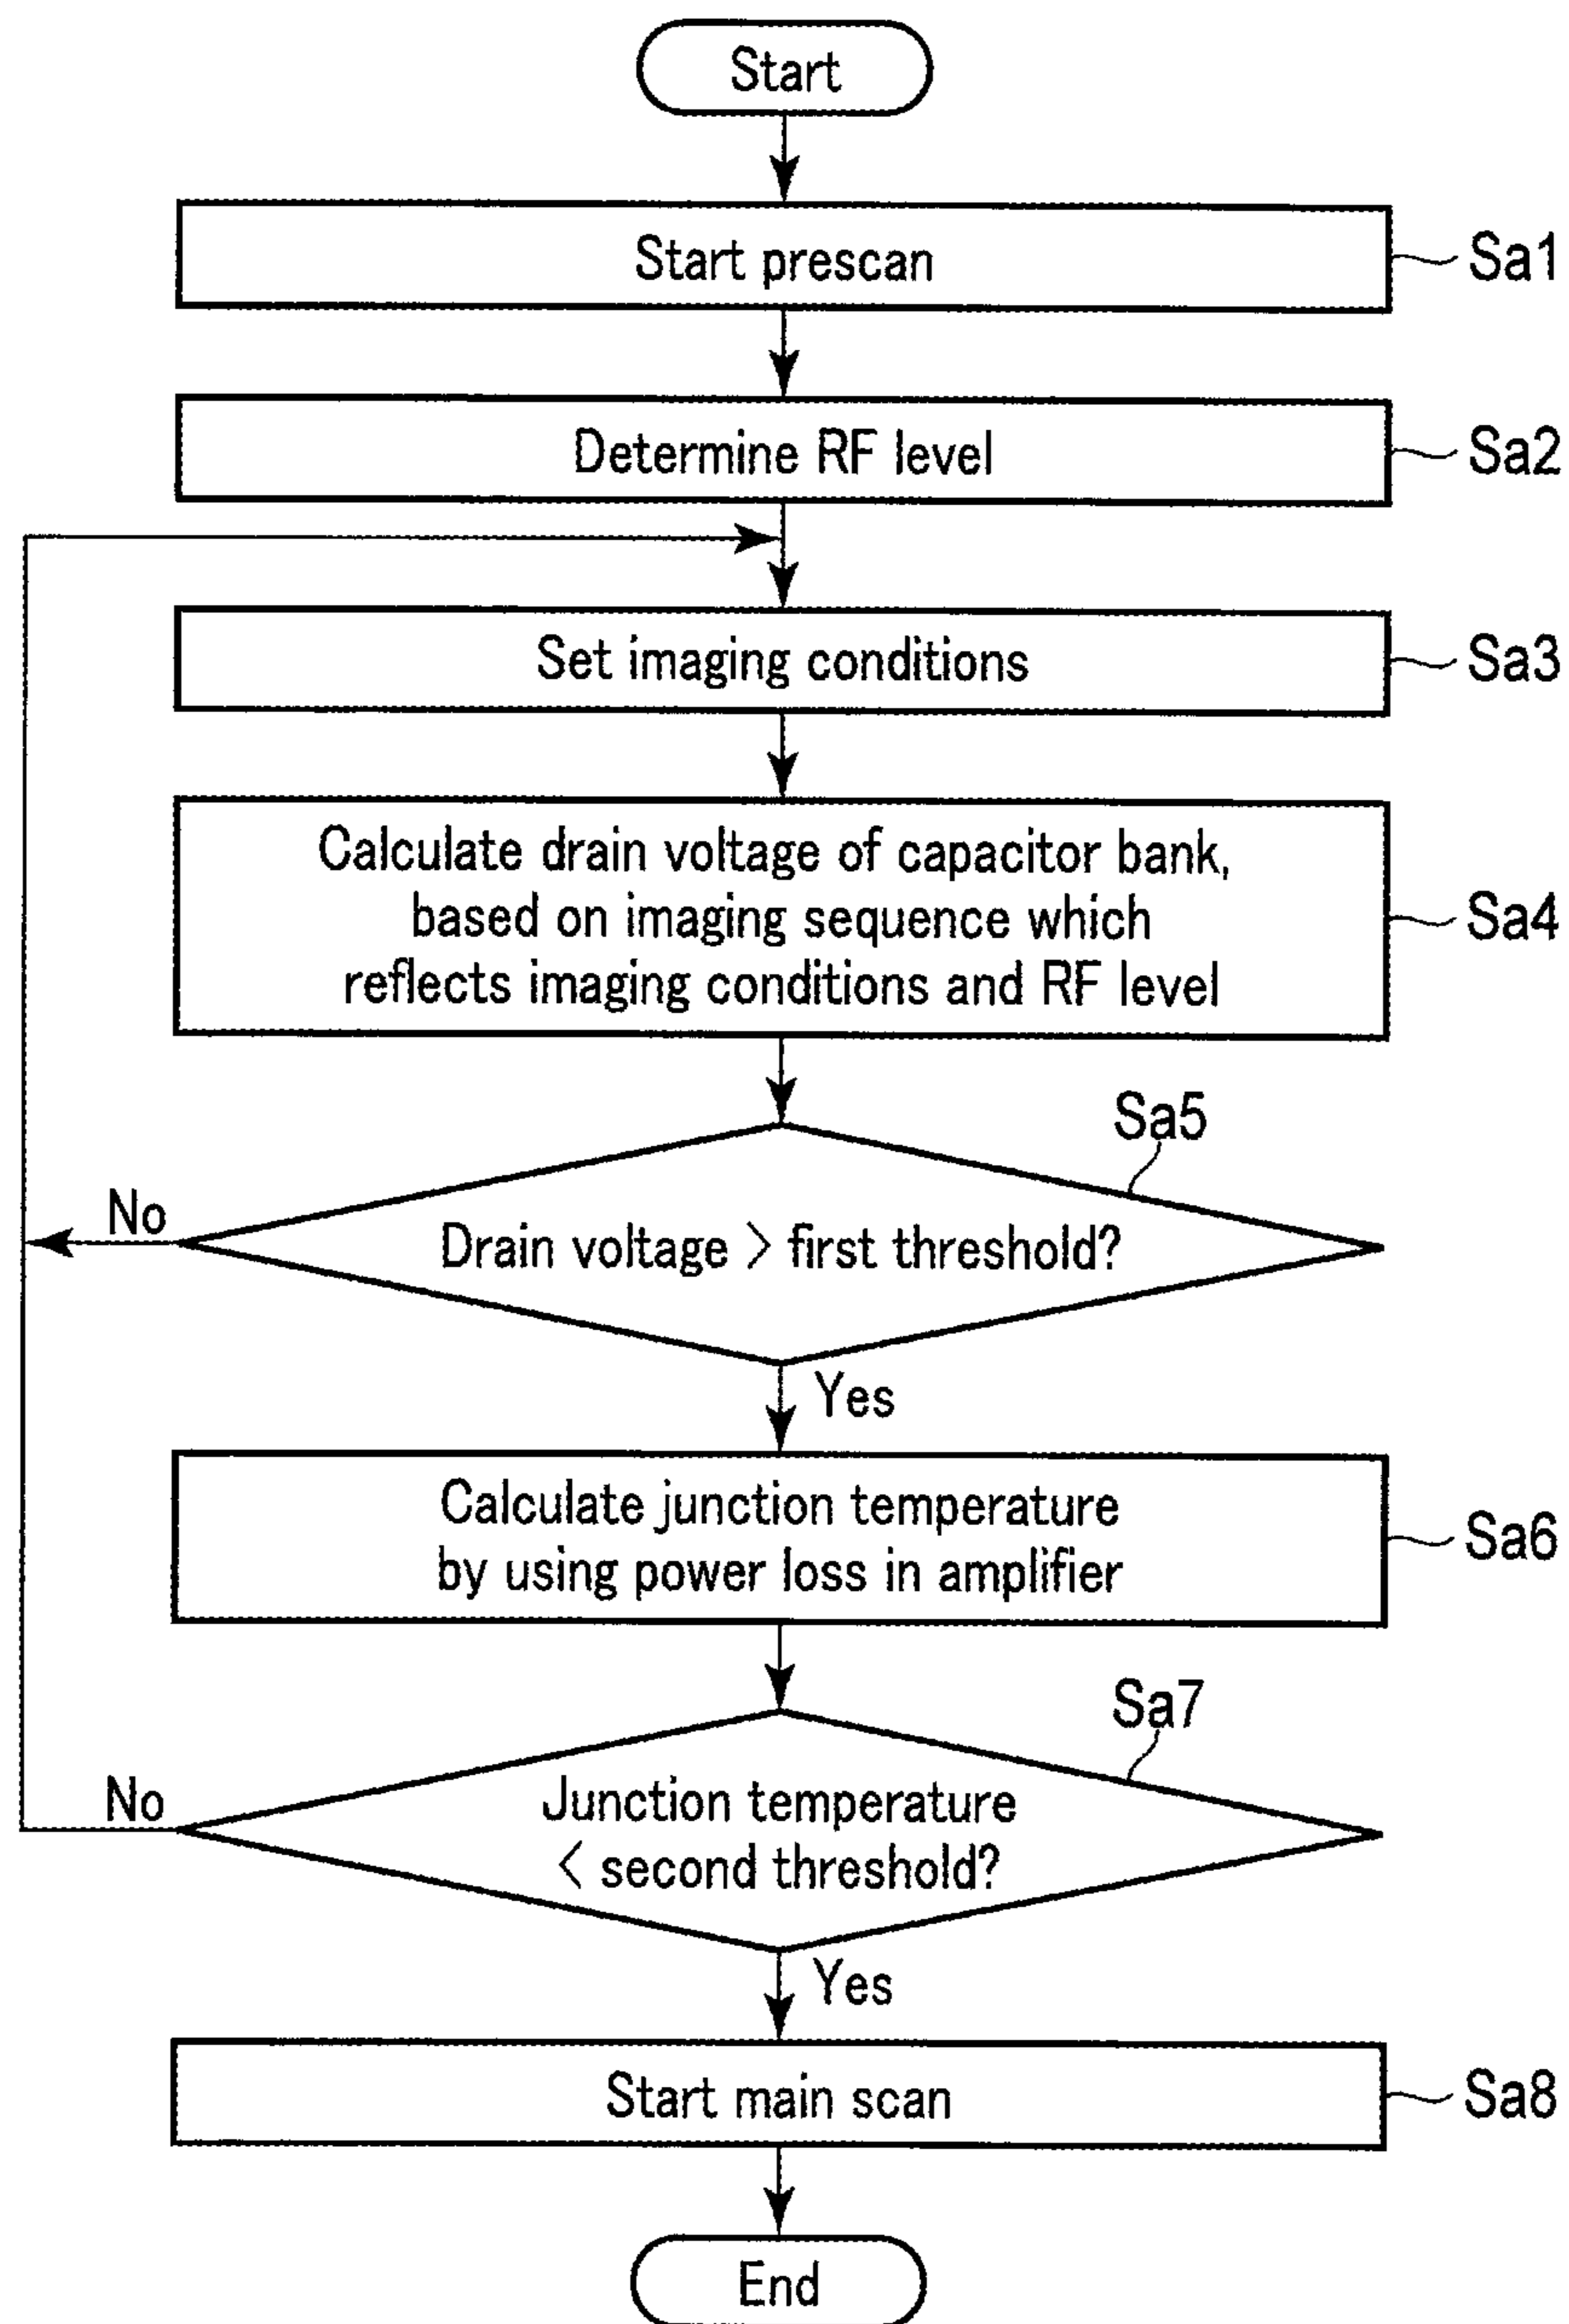 Start
Start prescan
Sa1
Determine RF level
Sa2
Set imaging conditions
Sa3
Calculate drain voltage of capacitor bank,
based on imaging sequence which
reflects imaging conditions and RF level
Sa4
Sa5
No
Drain voltage > first threshold?
Yes
Calculate junction temperature
by using power loss in amplifier
Sa6
Sa7
No
Junction temperature
< second threshold?
Yes
Start main scan
Sa8
End